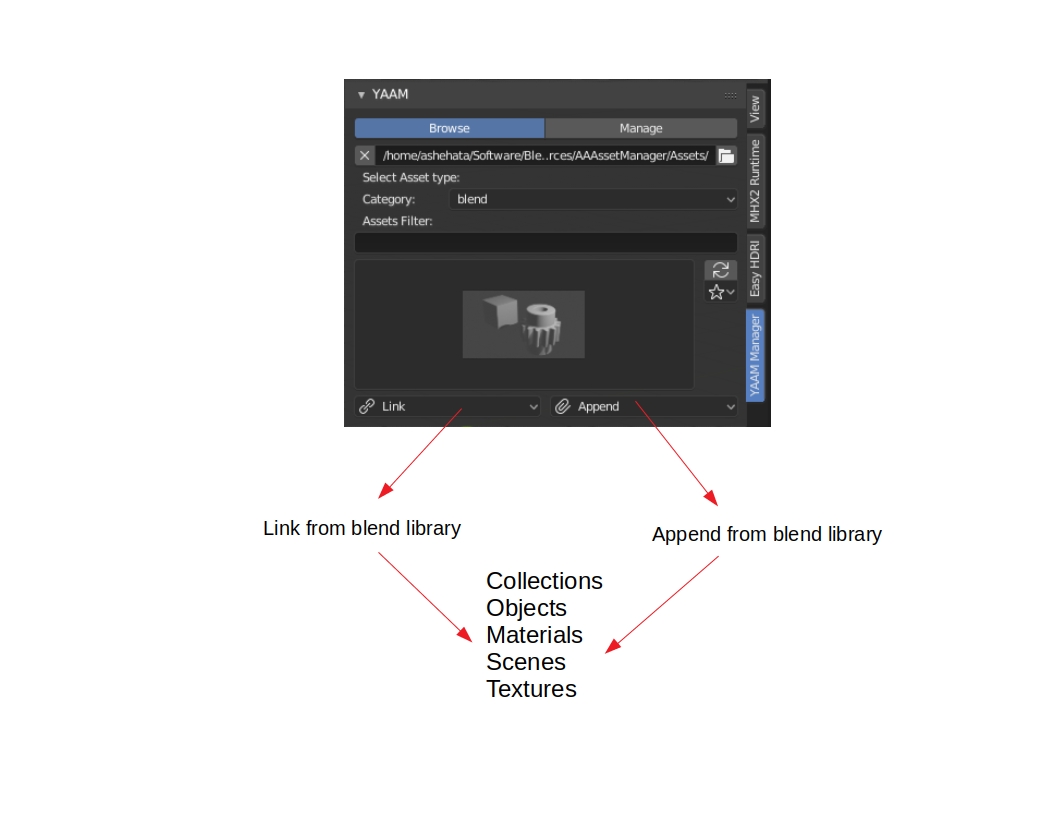 YAAM
Browse Manage
/home/ashehata/Software/Ble..rces/AAAssetManager/Assets/
Select Asset type:
Category: blend
Assets Filter:
Link Append
View
MHX2 Runtime
Easy HDRI
YAAM Manager
Link from blend library
Append from blend library
Collections
Objects
Materials
Scenes
Textures